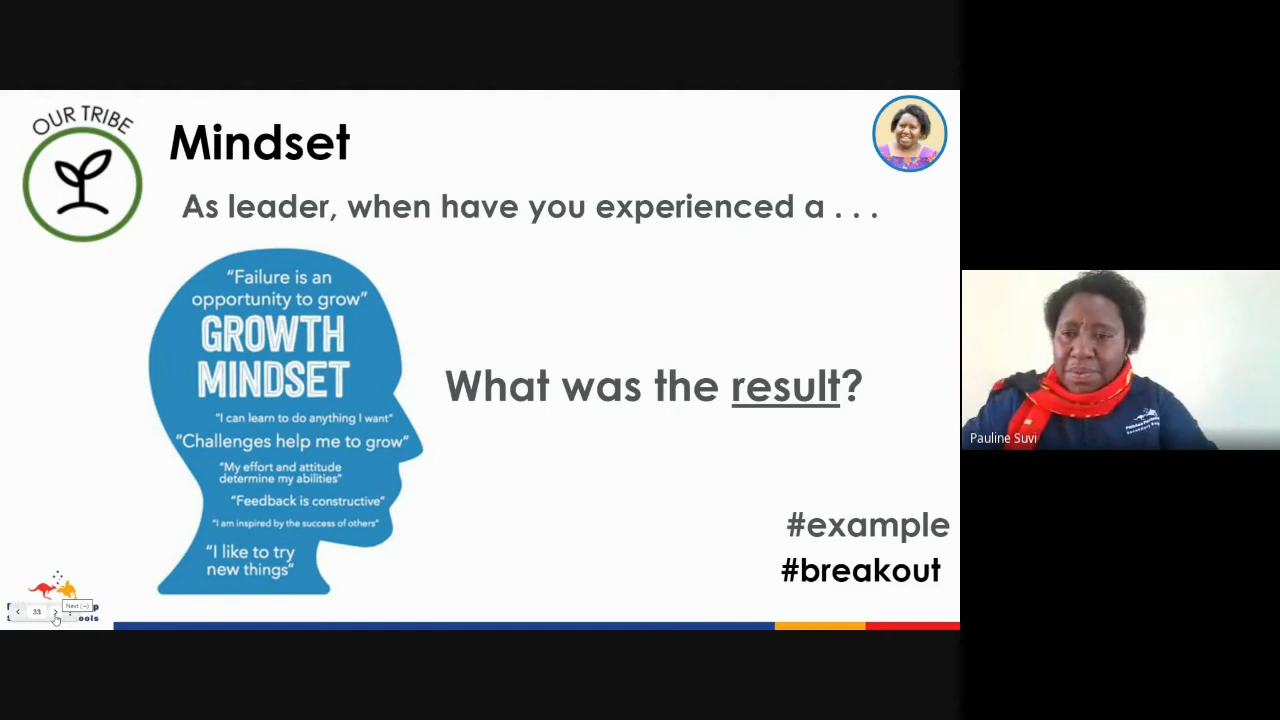 OUR TRIBE
Mindset
As leader, when have you experienced a . . .
“Failure is an
opportunity to grow”
GROWTH
MINDSET
"I can learn to do anything I want"
“Challenges help me to grow”
"My effort and attitude
determine my abilities"
“Feedback is constructive”
"I am inspired by the success of others"
“I like to try
new things”
What was the result?
#example
#breakout
33
Next (→)
ools
Pauline Suvi